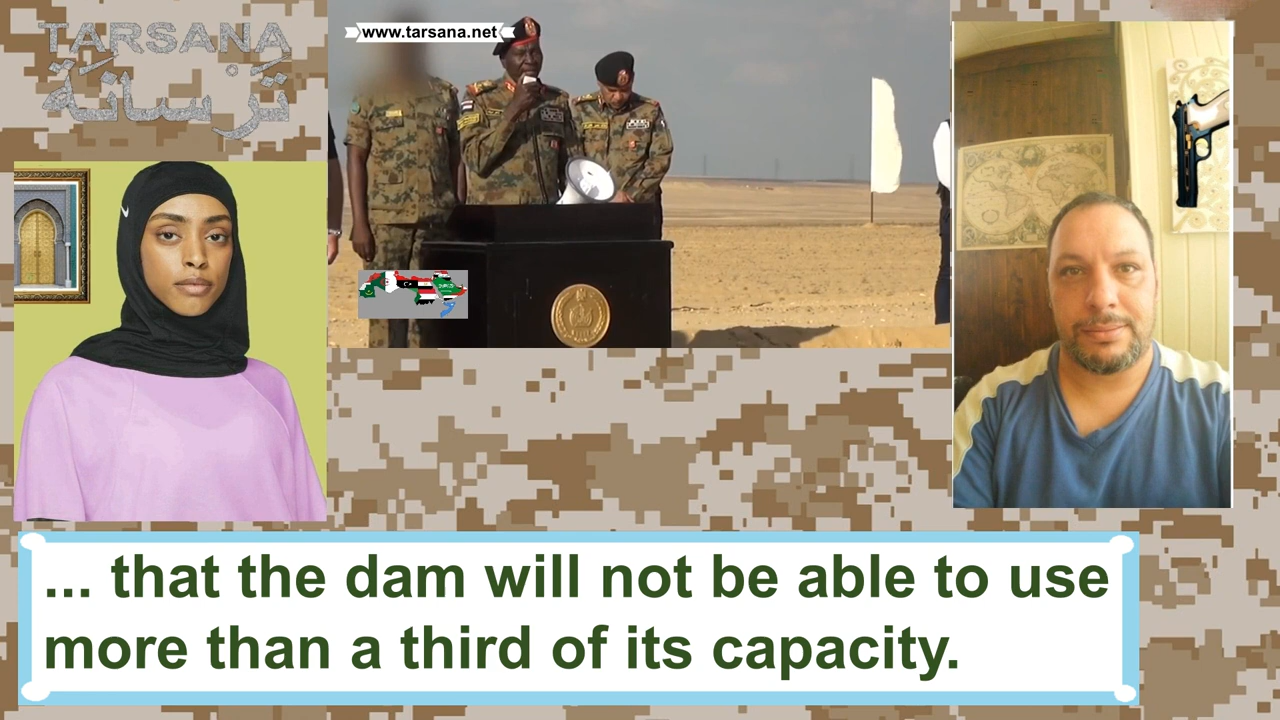 TARSANA
تَرْسانَة
www.tarsana.net
... that the dam will not be able to use
more than a third of its capacity.